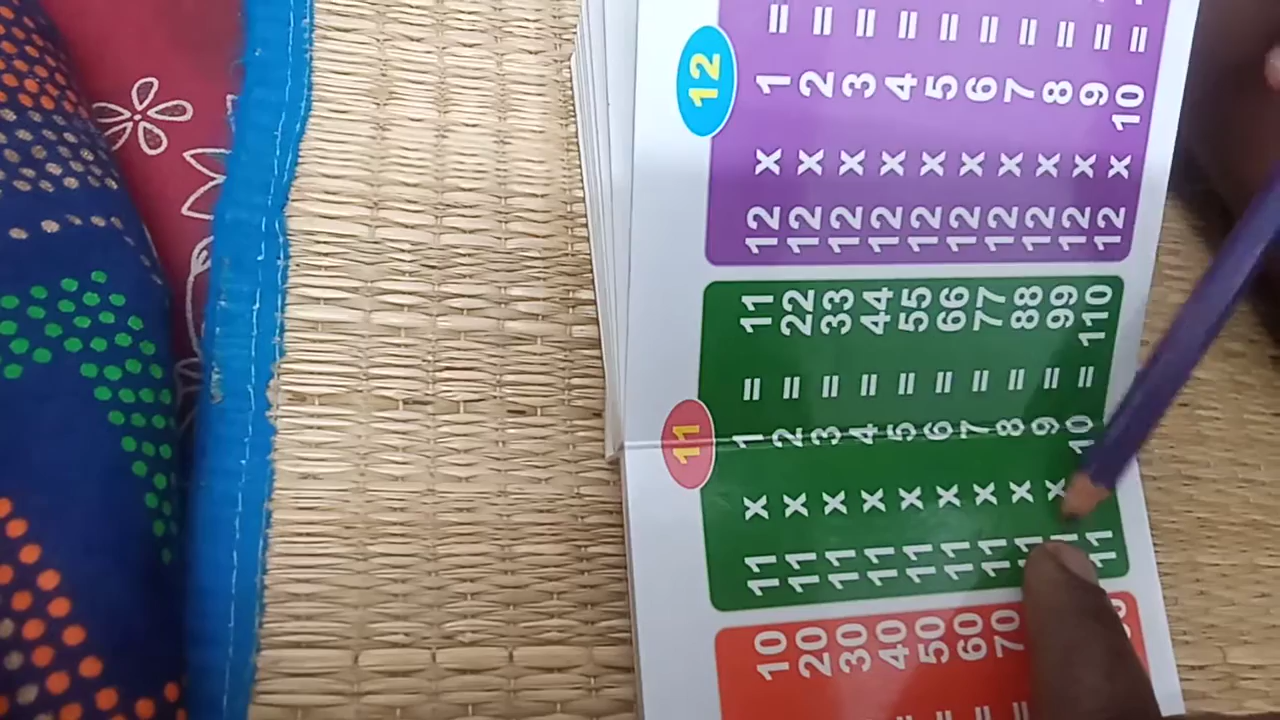 10
20
30
40
= 50
= 60
= 70
11
11 x 1 = 11
11 x 2 = 22
11 x 3 = 33
11 x 4 = 44
11 x 5 = 55
11 x 6 = 66
11 x 7 = 77
11 x 8 = 88
x 9 = 99
11 10 = 110
12
12 x 1 =
12 x 2 =
12 x 3 =
12 x 4 =
12 x 5 =
12 x 6 =
12 x 7 =
12 x 8 =
12 x 9 =
12 x 10 =